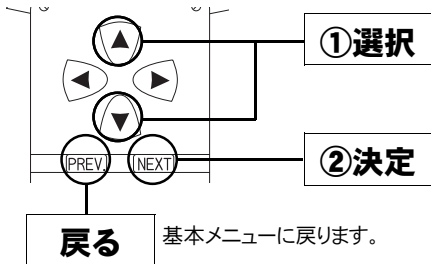 ①選択
PREV.
NEXT
②決定
戻る
基本メニューに戻ります。